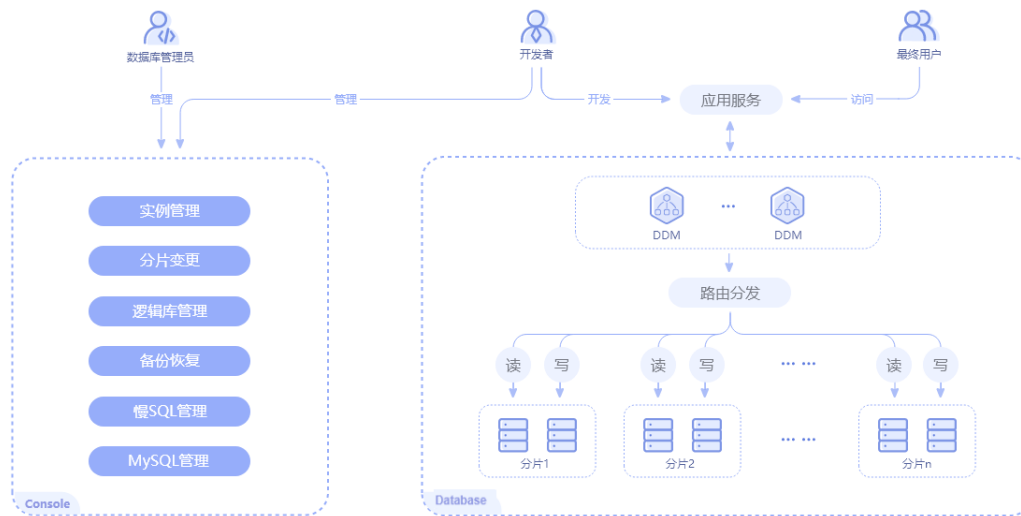 数据库管理员
开发者
最终用户
管理
管理
开发
应用服务
访问
实例管理
分片变更
逻辑库管理
备份恢复
慢SQL管理
MySQL管理
Console
DDM
...
DDM
路由分发
读
写
读
写
... ...
读
写
分片1
分片2
... ...
分片n
Database